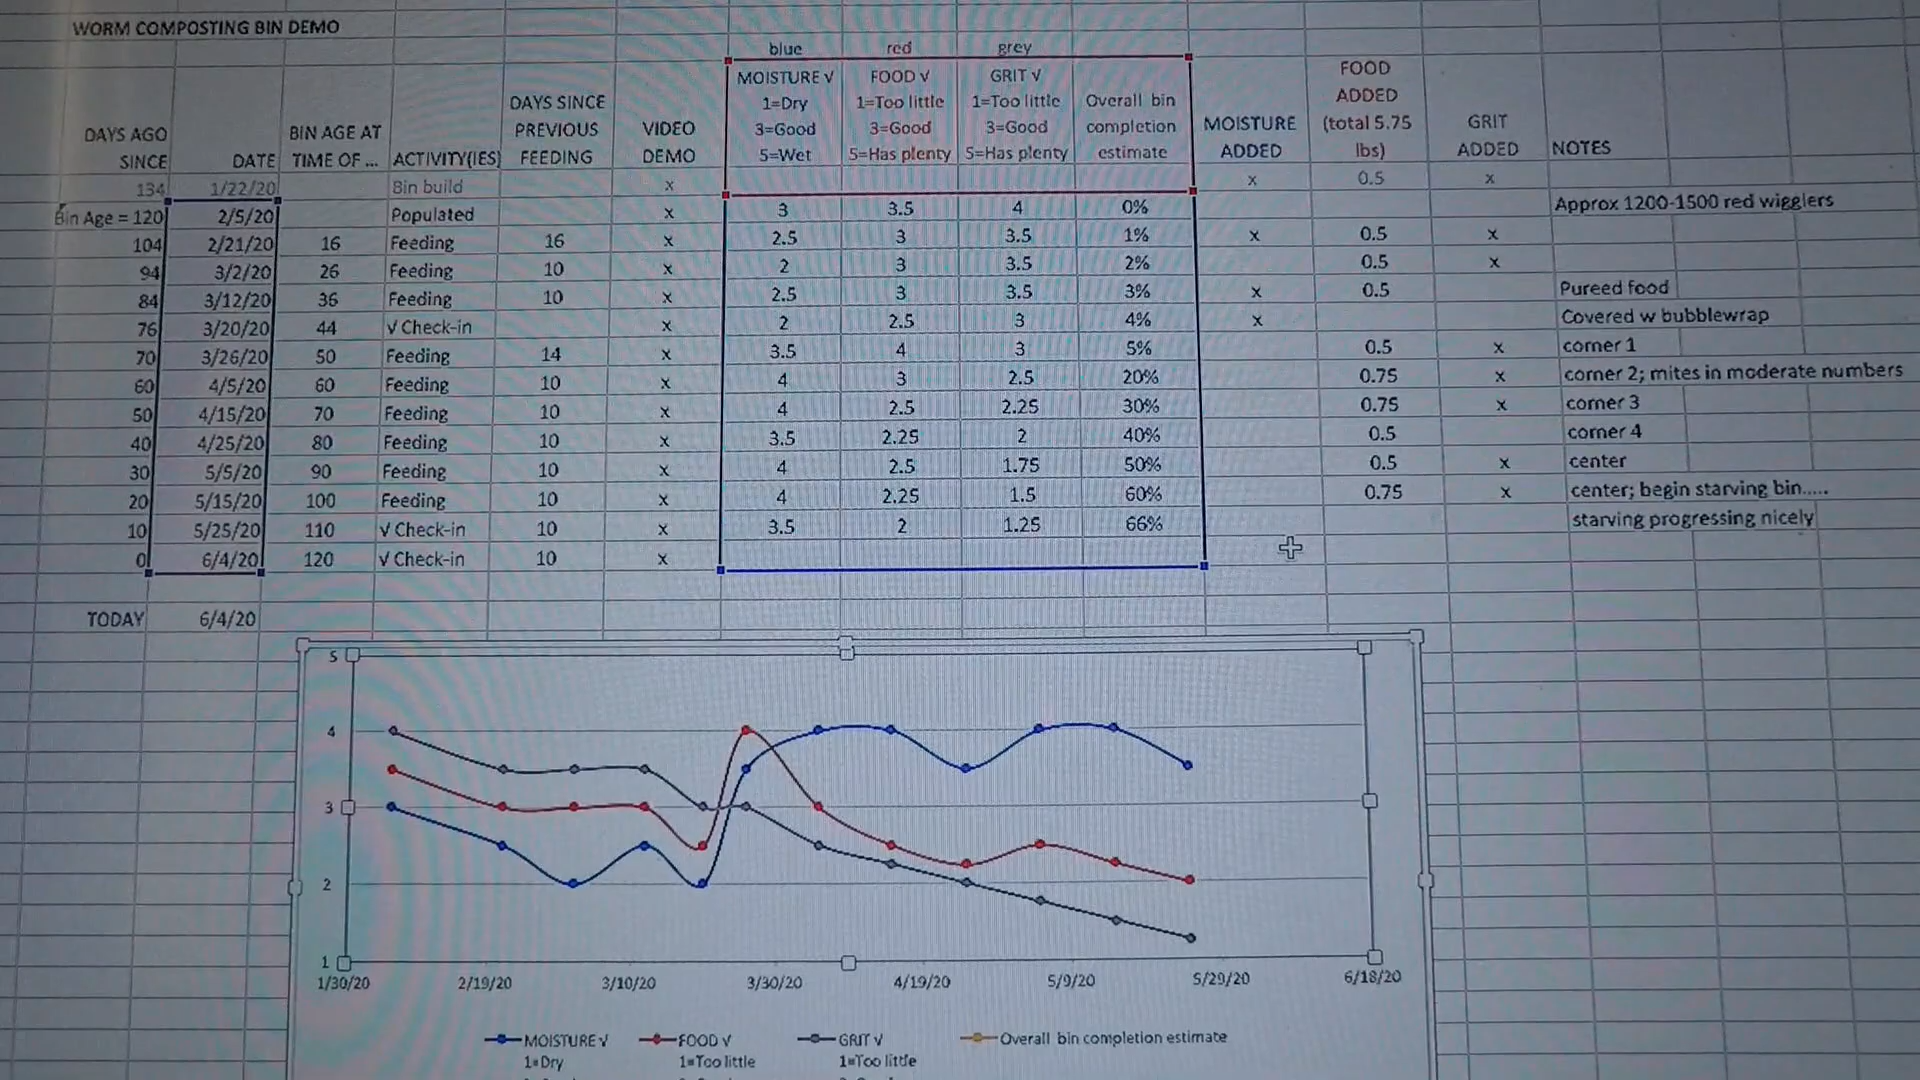 WORM COMPOSTING BIN DEMO
blue red grey
MOISTURE √ FOOD √ GRIT √ FOOD
DAYS SINCE 1=Dry 1=Too little 1=Too little Overall bin ADDED
DAYS AGO BIN AGE AT PREVIOUS VIDEO 3=Good 3=Good 3=Good completion MOISTURE (total 5.75 GRIT
SINCE DATE TIME OF ... ACTIVITY(IES) FEEDING DEMO 5=Wet 5=Has plenty 5=Has plenty estimate ADDED lbs) ADDED NOTES
134 1/22/20 Bin build x x 0.5 x
Bin Age = 120 2/5/20 Populated x 3 3.5 4 0% Approx 1200-1500 red wigglers
104 2/21/20 16 Feeding 16 x 2.5 3 3.5 1% x 0.5 x
94 3/2/20 26 Feeding 10 x 2 3 3.5 2% 0.5 x
84 3/12/20 36 Feeding 10 x 2.5 3 3.5 3% x 0.5 Pureed food
76 3/20/20 44 √ Check-in x 2 2.5 3 4% x Covered w bubblewrap
70 3/26/20 50 Feeding 14 x 3.5 4 3 5% 0.5 x corner 1
60 4/5/20 60 Feeding 10 x 4 3 2.5 20% 0.75 x corner 2; mites in moderate numbers
50 4/15/20 70 Feeding 10 x 4 2.5 2.25 30% 0.75 x corner 3
40 4/25/20 80 Feeding 10 x 3.5 2.25 2 40% 0.5 corner 4
30 5/5/20 90 Feeding 10 x 4 2.5 1.75 50% 0.5 x center
20 5/15/20 100 Feeding 10 x 4 2.25 1.5 60% 0.75 x center; begin starving bin.....
10 5/25/20 110 √ Check-in 10 x 3.5 2 1.25 66% starving progressing nicely
0 6/4/20 120 √ Check-in 10 x
TODAY 6/4/20
5
4
3
2
1
1/30/20 2/19/20 3/10/20 3/30/20 4/19/20 5/9/20 5/29/20 6/18/20
MOISTURE √ FOOD √ GRIT √ Overall bin completion estimate
1=Dry 1=Too little 1=Too little